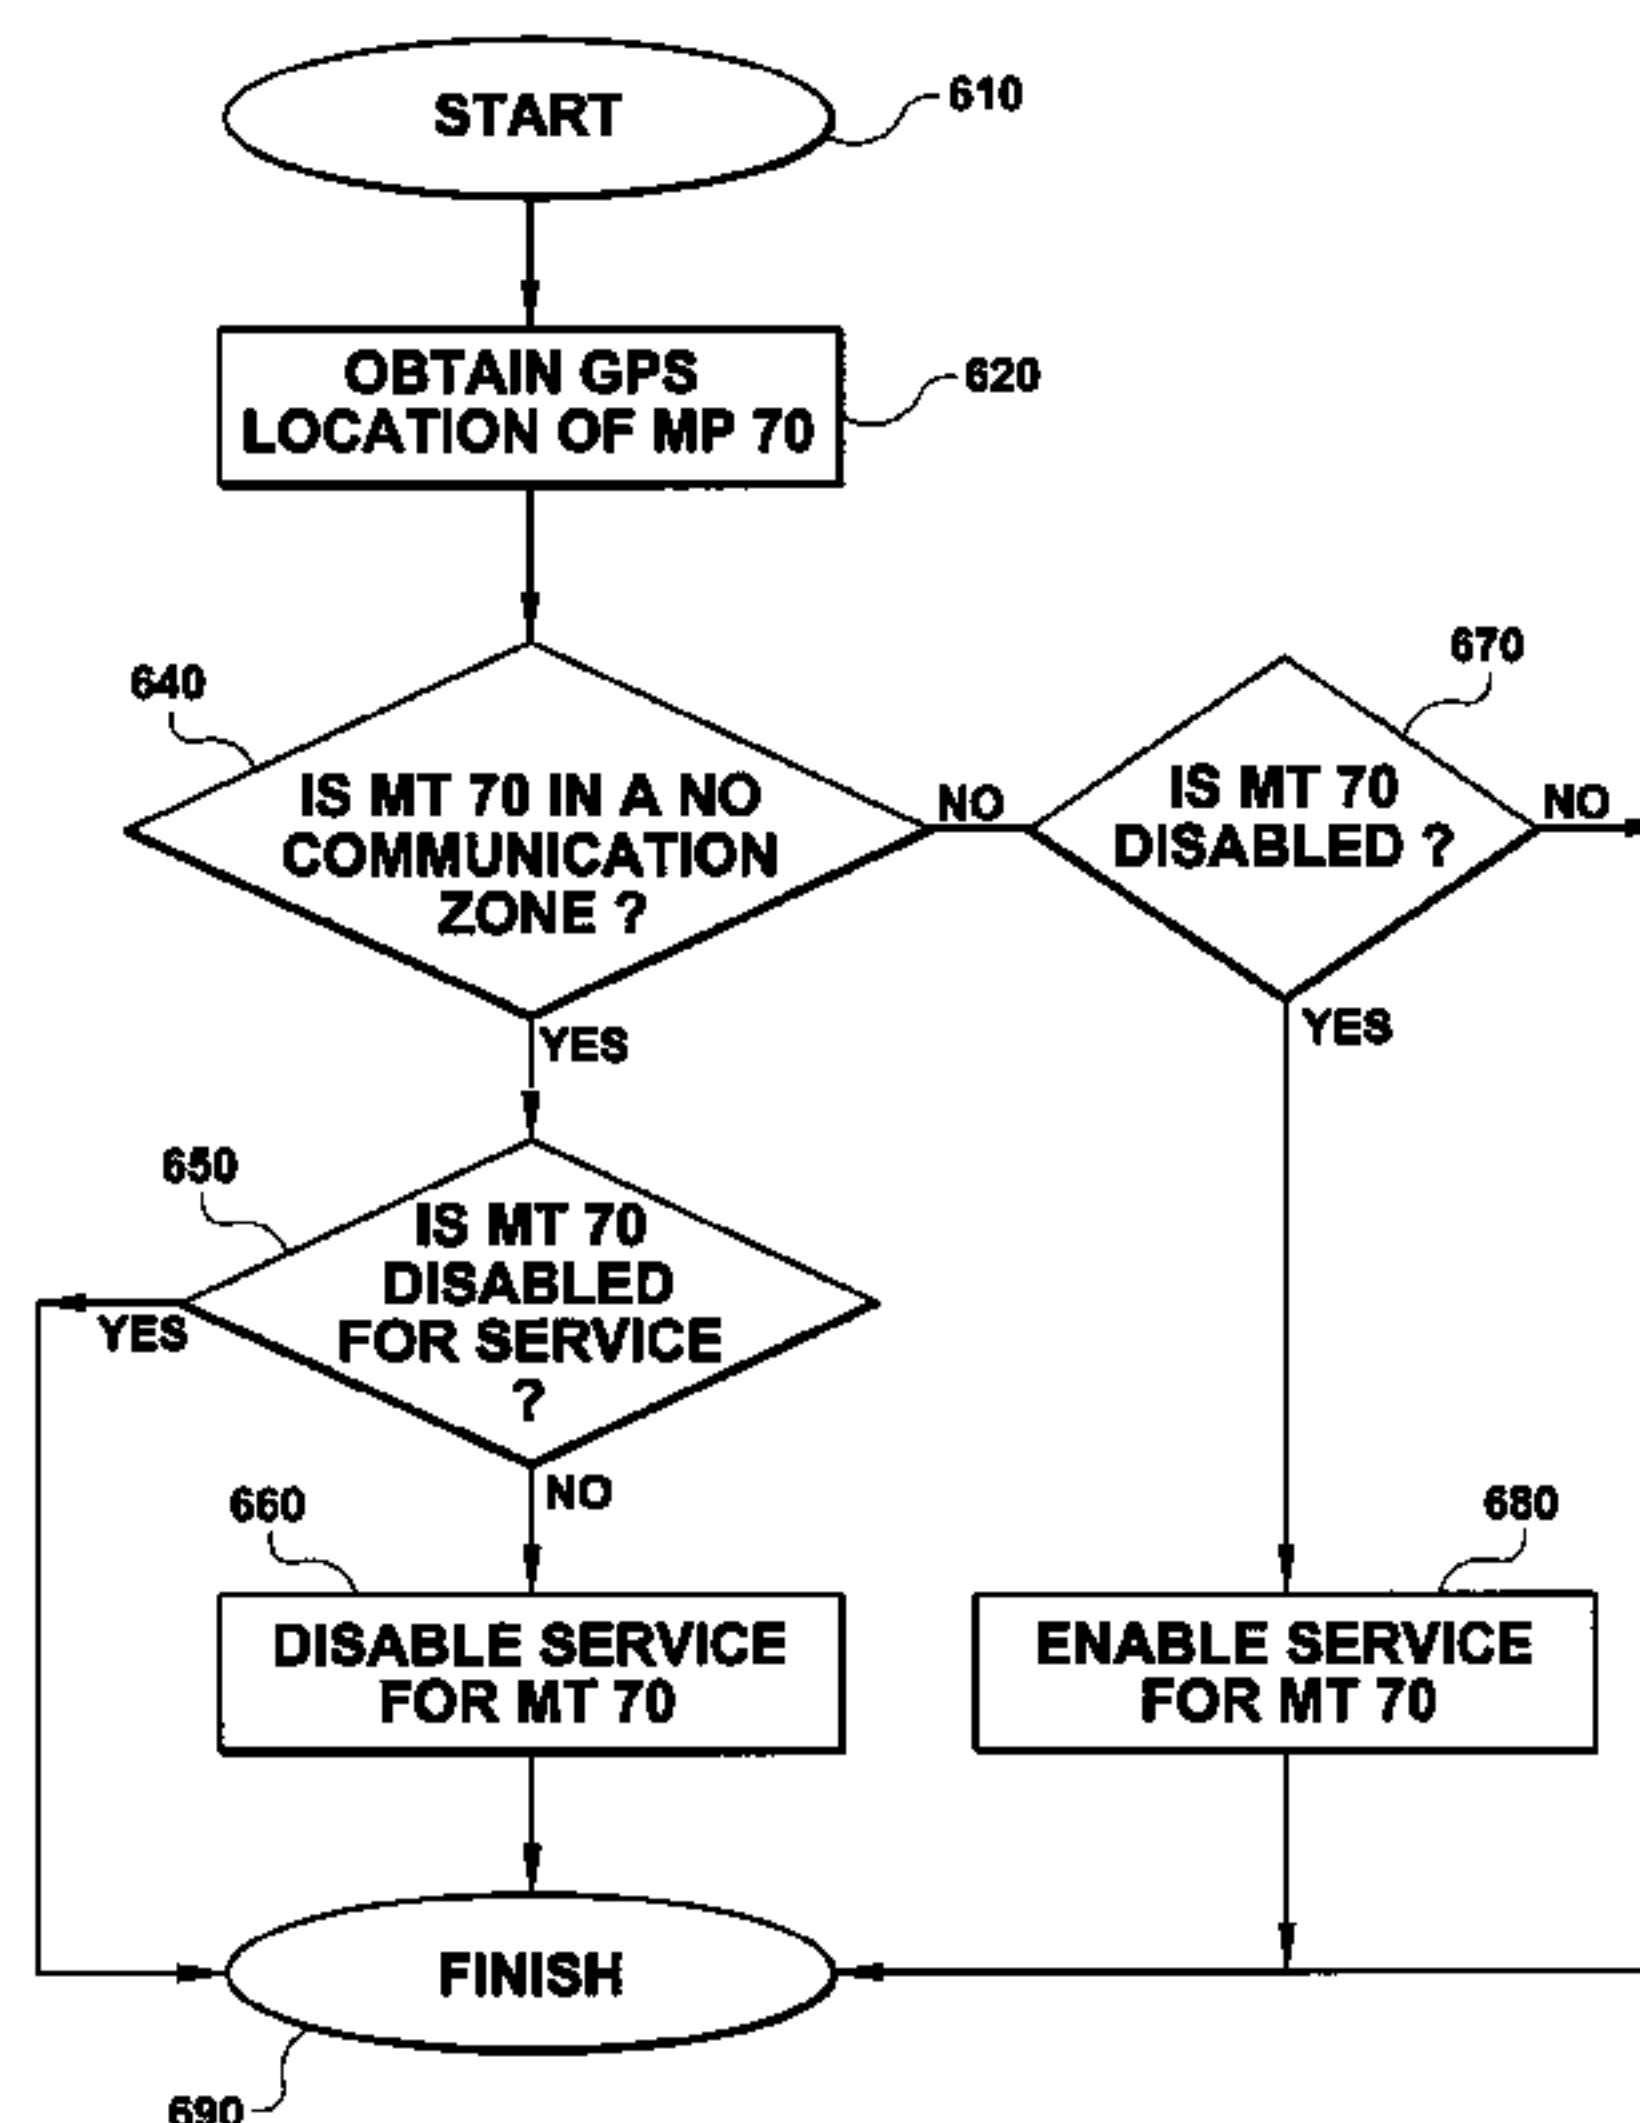 START
610
OBTAIN GPS
LOCATION OF MP 70
620
640
IS MT 70 IN A NO
COMMUNICATION
ZONE ?
NO
670
IS MT 70
DISABLED ?
NO
YES
YES
650
IS MT 70
DISABLED
FOR SERVICE
?
YES
NO
660
DISABLE SERVICE
FOR MT 70
680
ENABLE SERVICE
FOR MT 70
FINISH
690